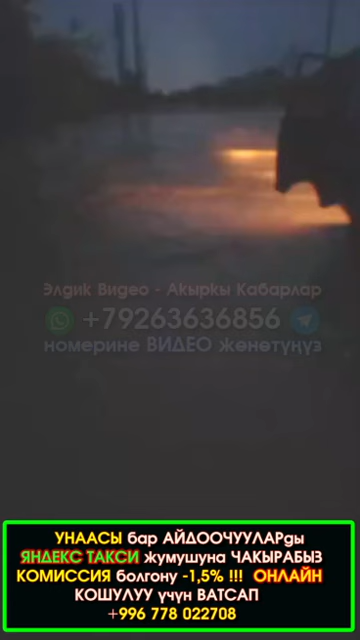 Элдик Видео - Акыркы Кабарлар
+79263636856
номерине ВИДЕО жөнөтүңүз
УНААСЫ бар АЙДООЧУУЛАРды
ЯНДЕКС ТАКСИ жумушуна ЧАКЫРАБЫЗ
КОМИССИЯ болгону -1,5% !!! ОНЛАЙН
КОШУЛУУ үчүн ВАТСАП
+996 778 022708